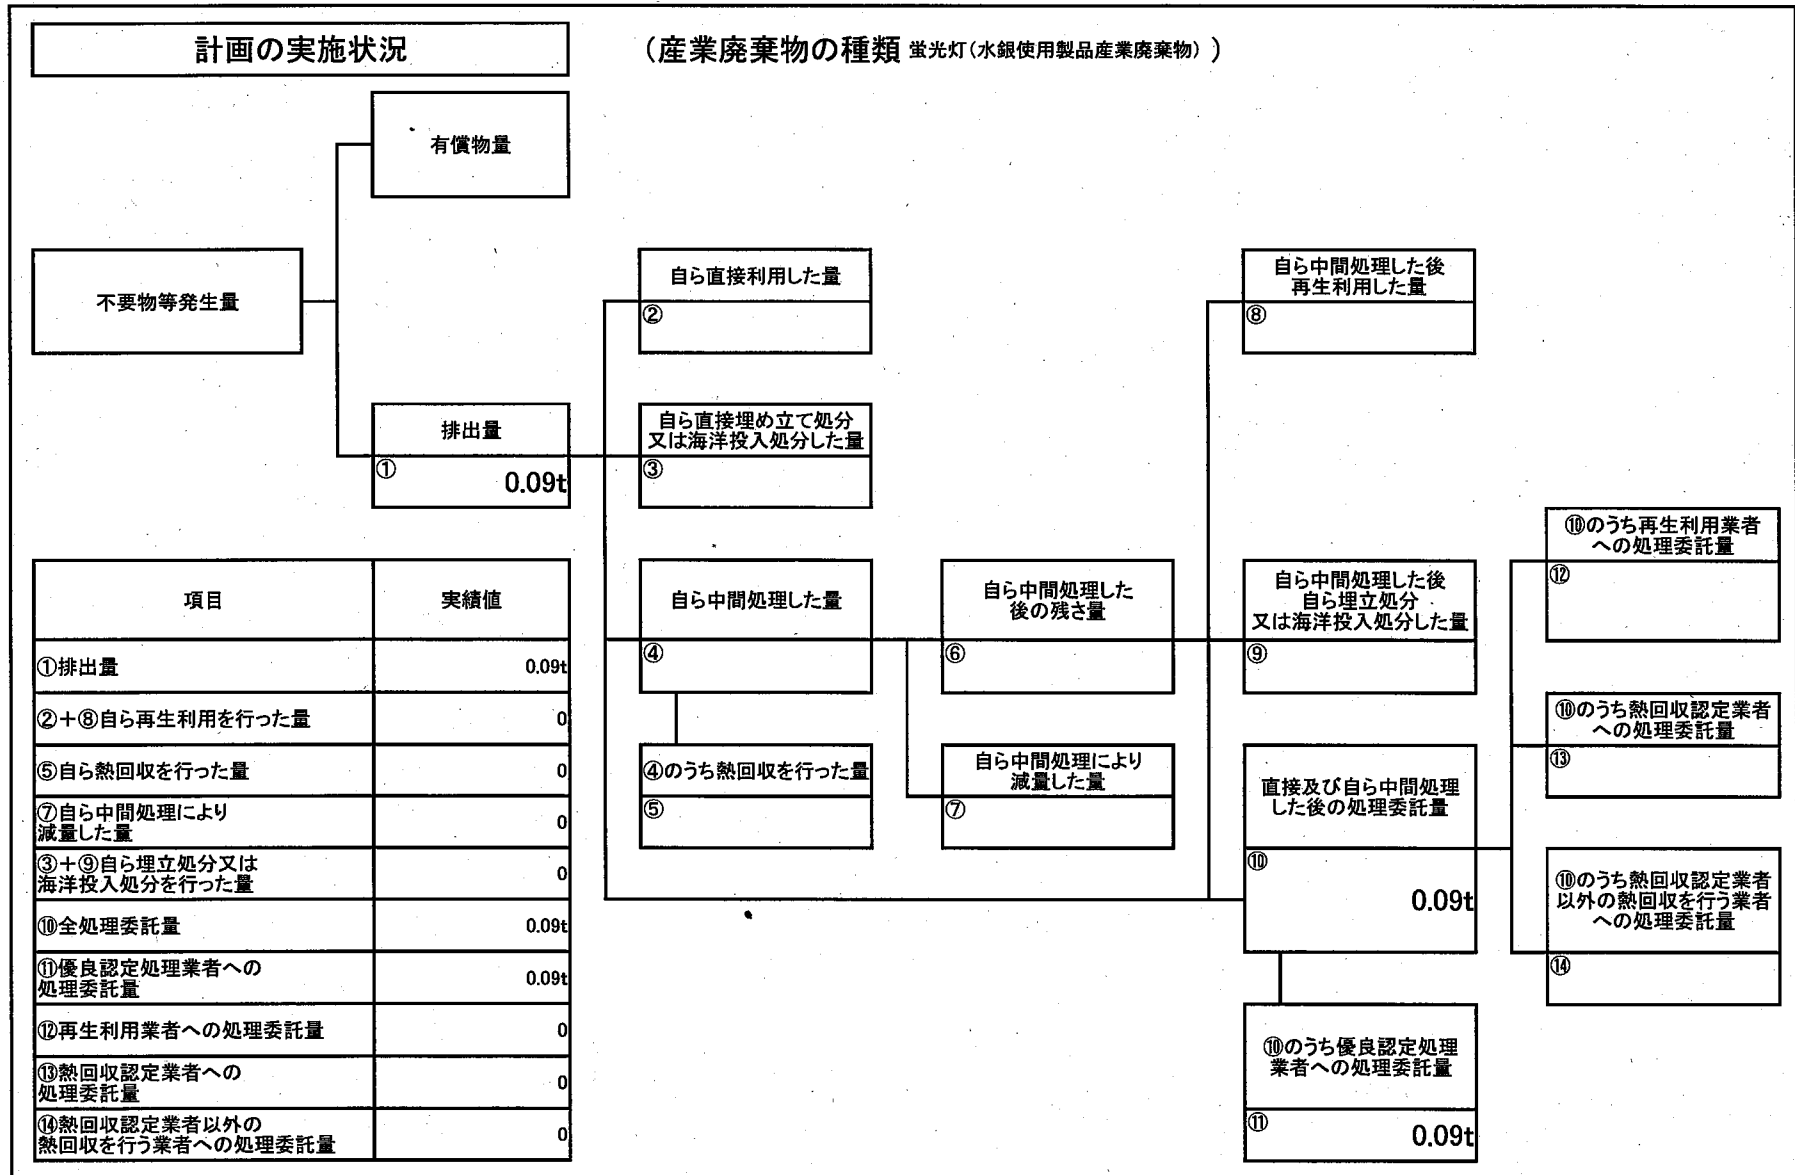 計画の実施状況
（産業廃棄物の種類 蛍光灯（水銀使用製品産業廃棄物））
有償物量
不要物等発生量
排出量
①
0.09t
自ら直接利用した量
②
自ら直接埋め立て処分
又は海洋投入処分した量
③
自ら中間処理した量
④
④のうち熱回収を行った量
⑤
自ら中間処理した
後の残さ量
⑥
自ら中間処理により
減量した量
⑦
自ら中間処理した後
再生利用した量
⑧
自ら中間処理した後
自ら埋立処分
又は海洋投入処分した量
⑨
直接及び自ら中間処理
した後の処理委託量
⑩
0.09t
⑩のうち優良認定処理
業者への処理委託量
⑪
0.09t
⑩のうち再生利用業者
への処理委託量
⑫
⑩のうち熱回収認定業者
への処理委託量
⑬
⑩のうち熱回収認定業者
以外の熱回収を行う業者
への処理委託量
⑭
項目 実績値
①排出量 0.09t
②＋⑧自ら再生利用を行った量 0
⑤自ら熱回収を行った量 0
⑦自ら中間処理により
減量した量 0
③＋⑨自ら埋立処分又は
海洋投入処分を行った量 0
⑩全処理委託量 0.09t
⑪優良認定処理業者への
処理委託量 0.09t
⑫再生利用業者への処理委託量 0
⑬熱回収認定業者への
処理委託量 0
⑭熱回収認定業者以外の
熱回収を行う業者への処理委託量 0